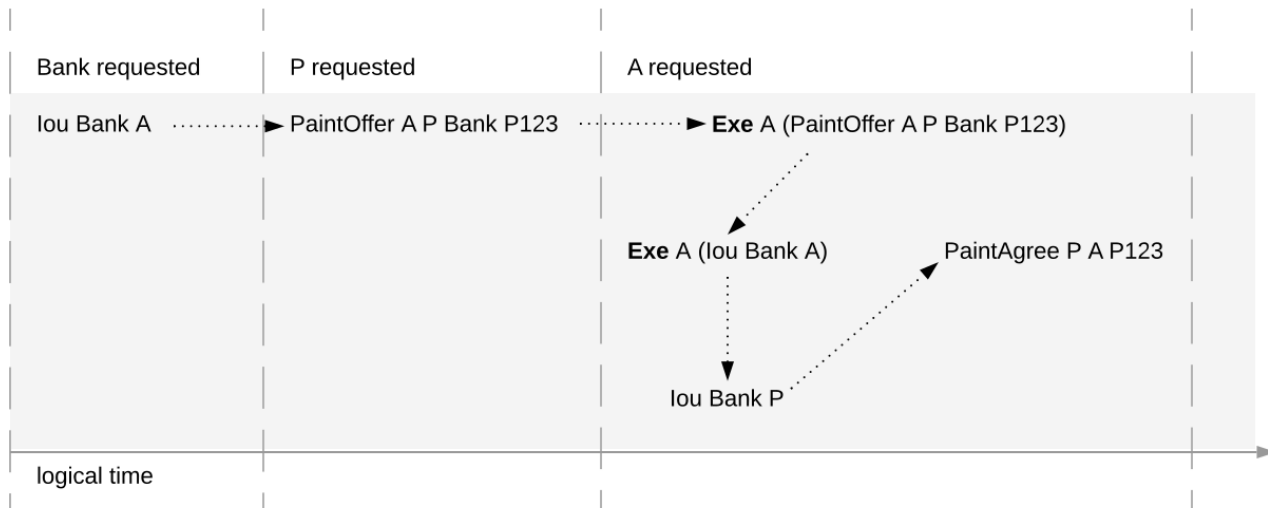 Bank requested
P requested
A requested
Iou Bank A
PaintOffer A P Bank P123
Exe A (PaintOffer A P Bank P123)
Exe A (Iou Bank A)
PaintAgree P A P123
Iou Bank P
logical time